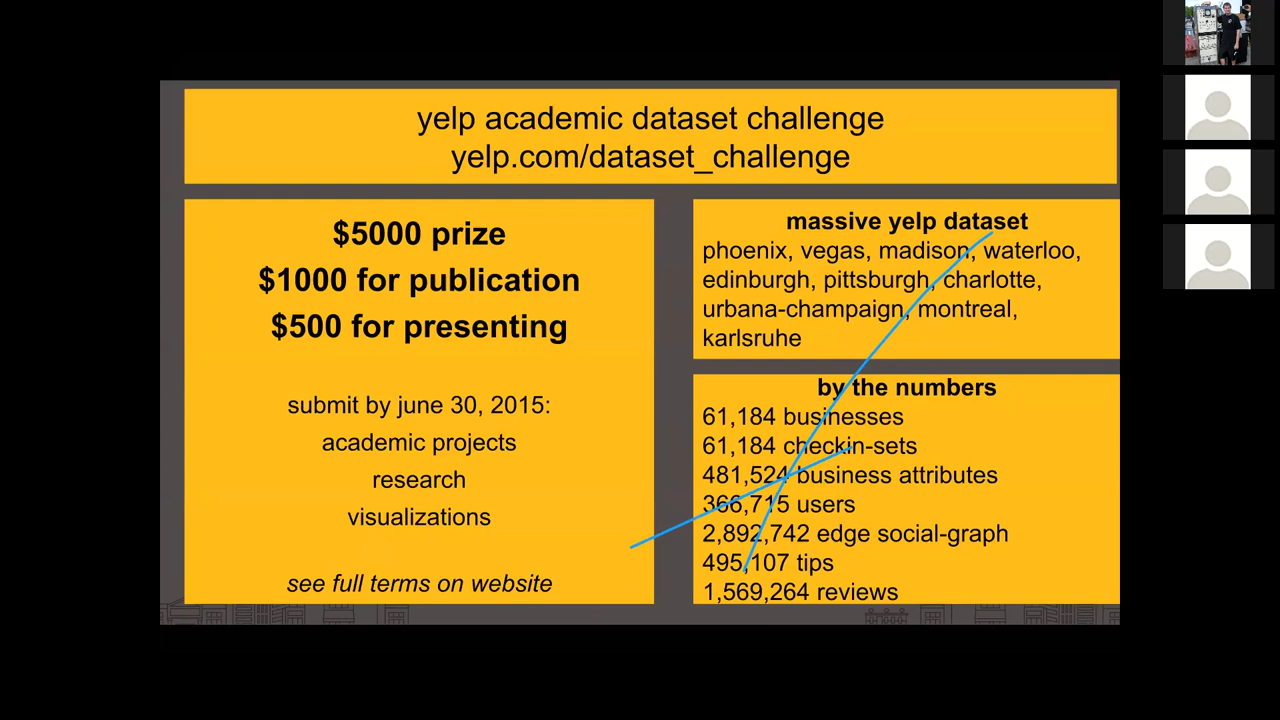 yelp academic dataset challenge
yelp.com/dataset_challenge
$5000 prize
$1000 for publication
$500 for presenting
submit by june 30, 2015:
academic projects
research
visualizations
see full terms on website
massive yelp dataset
phoenix, vegas, madison, waterloo,
edinburgh, pittsburgh, charlotte,
urbana-champaign, montreal,
karlsruhe
by the numbers
61,184 businesses
61,184 checkin-sets
481,524 business attributes
366,715 users
2,892,742 edge social-graph
495,107 tips
1,569,264 reviews